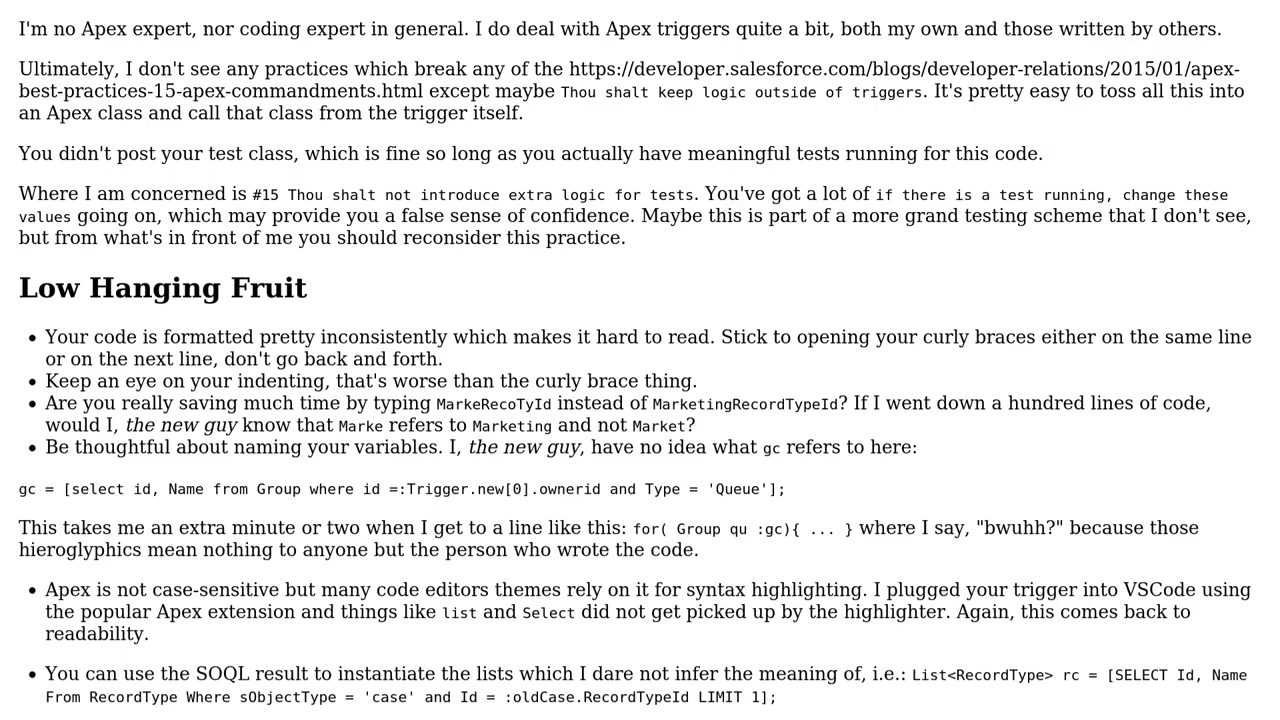 I'm no Apex expert, nor coding expert in general. I do deal with Apex triggers quite a bit, both my own and those written by others.
Ultimately, I don't see any practices which break any of the https://developer.salesforce.com/blogs/developer-relations/2015/01/apex-
best-practices-15-apex-commandments.html except maybe Thou shalt keep logic outside of triggers. It's pretty easy to toss all this into
an Apex class and call that class from the trigger itself.
You didn't post your test class, which is fine so long as you actually have meaningful tests running for this code.
Where I am concerned is #15 Thou shalt not introduce extra logic for tests. You've got a lot of if there is a test running, change these
values going on, which may provide you a false sense of confidence. Maybe this is part of a more grand testing scheme that I don't see,
but from what's in front of me you should reconsider this practice.
Low Hanging Fruit
• Your code is formatted pretty inconsistently which makes it hard to read. Stick to opening your curly braces either on the same line
or on the next line, don't go back and forth.
• Keep an eye on your indenting, that's worse than the curly brace thing.
• Are you really saving much time by typing MarkeRecoTyId instead of MarketingRecordTypeId? If I went down a hundred lines of code,
would I, the new guy know that Marke refers to Marketing and not Market?
• Be thoughtful about naming your variables. I, the new guy, have no idea what gc refers to here:
gc = [select id, Name from Group where id =:Trigger.new[0].ownerid and Type = 'Queue'];
This takes me an extra minute or two when I get to a line like this: for( Group qu :gc){ ... } where I say, "bwuhh?" because those
hieroglyphics mean nothing to anyone but the person who wrote the code.
• Apex is not case-sensitive but many code editors themes rely on it for syntax highlighting. I plugged your trigger into VSCode using
the popular Apex extension and things like list and Select did not get picked up by the highlighter. Again, this comes back to
readability.
• You can use the SOQL result to instantiate the lists which I dare not infer the meaning of, i.e.: List<RecordType> rc = [SELECT Id, Name
From RecordType Where sObjectType = 'case' and Id = :oldCase.RecordTypeId LIMIT 1];